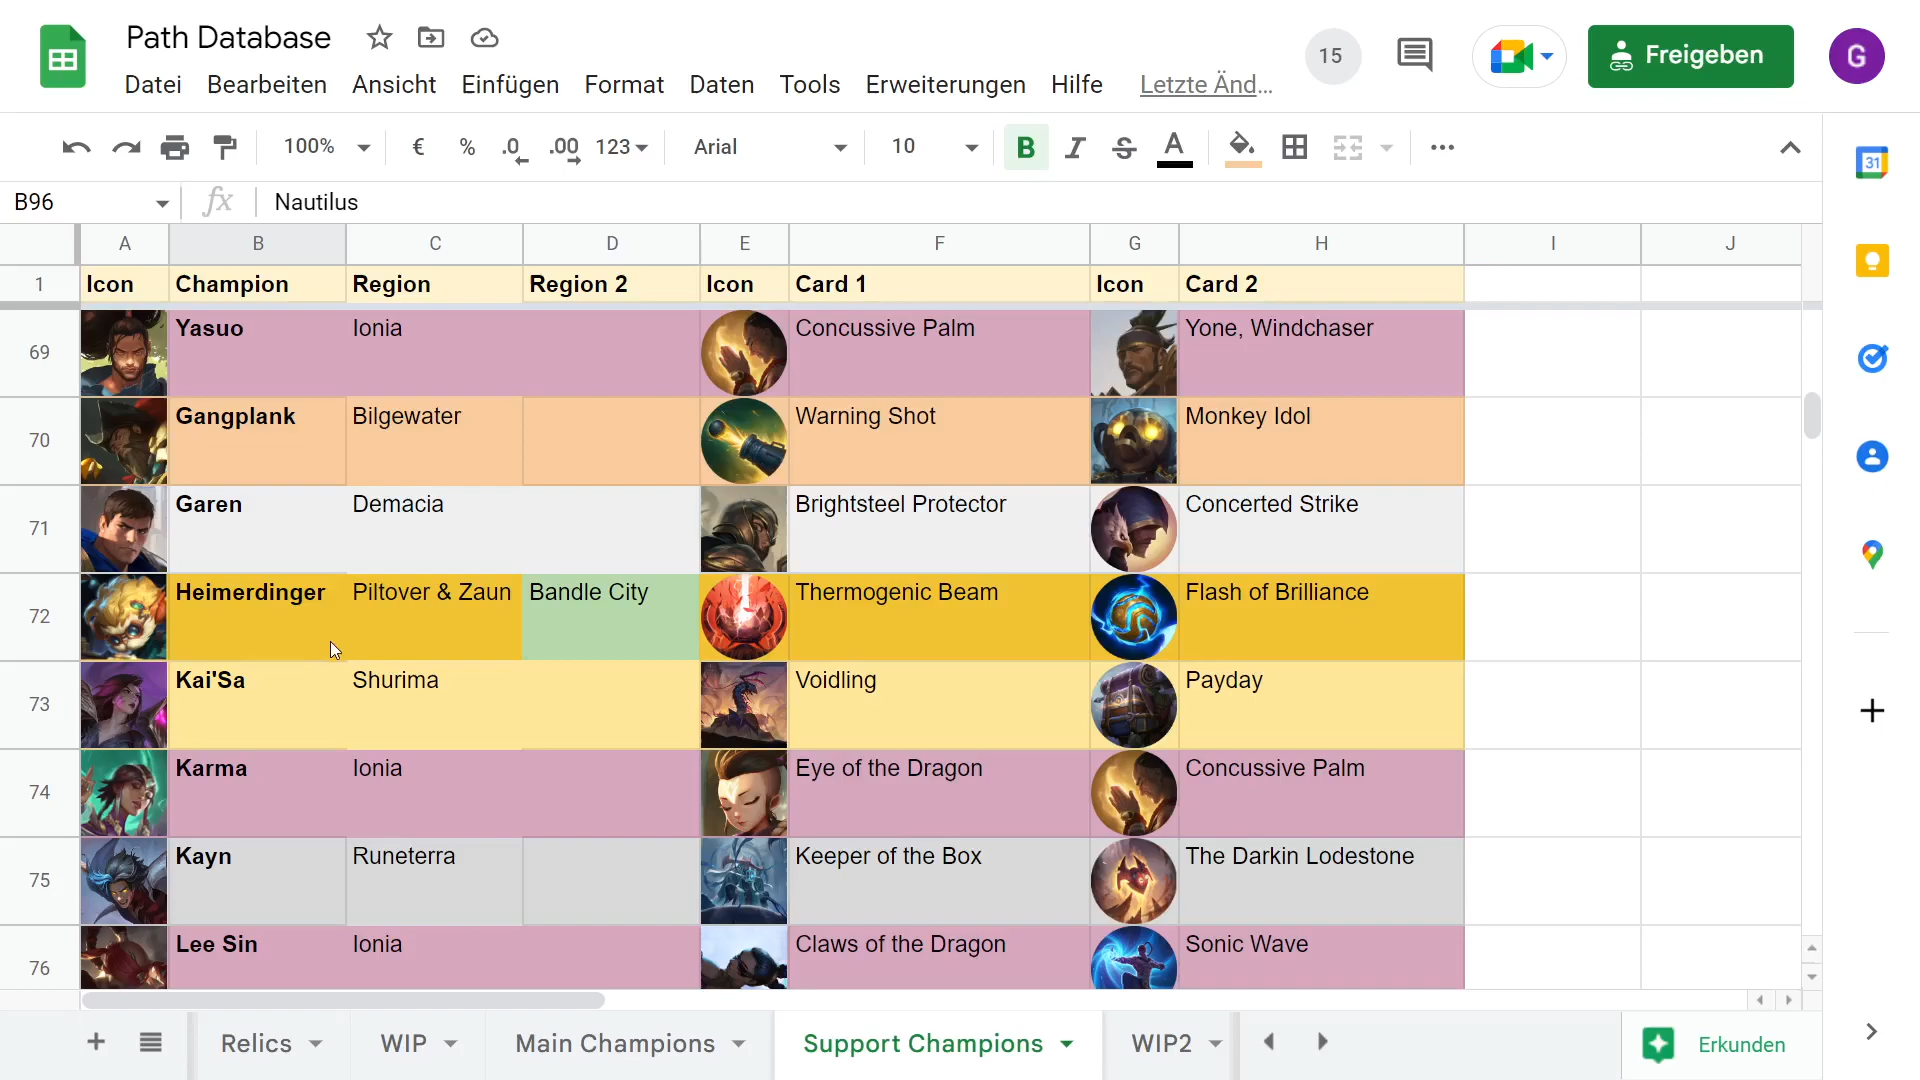 Path Database
15
Freigeben
G
Datei Bearbeiten Ansicht Einfügen Format Daten Tools Erweiterungen Hilfe Letzte Änd...
100% € % .0 .00 123 Arial 10 B I S A
31
B96 fx Nautilus
A B C D E F G H I J
1 Icon Champion Region Region 2 Icon Card 1 Icon Card 2
69 Yasuo Ionia Concussive Palm Yone, Windchaser
70 Gangplank Bilgewater Warning Shot Monkey Idol
71 Garen Demacia Brightsteel Protector Concerted Strike
72 Heimerdinger Piltover & Zaun Bandle City Thermogenic Beam Flash of Brilliance
73 Kai'Sa Shurima Voidling Payday
74 Karma Ionia Eye of the Dragon Concussive Palm
75 Kayn Runeterra Keeper of the Box The Darkin Lodestone
76 Lee Sin Ionia Claws of the Dragon Sonic Wave
Relics WIP Main Champions Support Champions WIP2 Erkunden